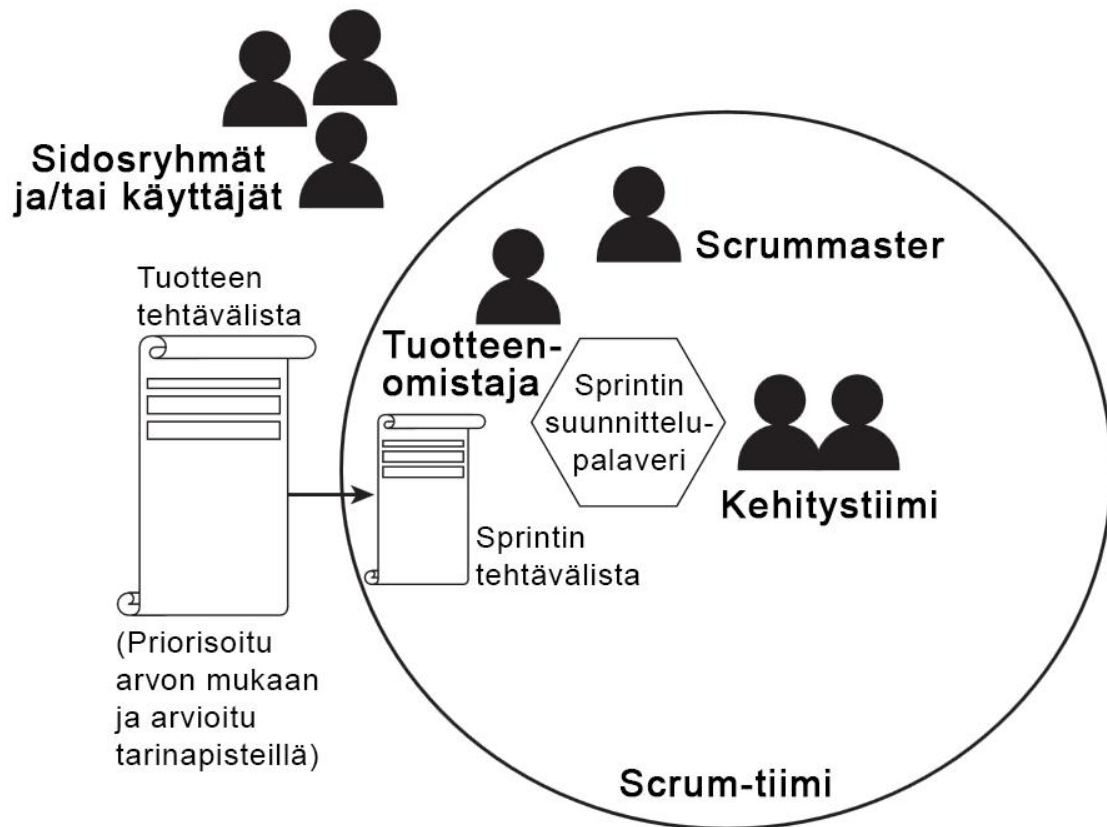 Sidosryhmät
ja/tai käyttäjät
Scrummaster
Tuotteen
tehtävälista
Tuotteen-
omistaja
Sprintin
suunnittelu-
palaveri
Kehitystiimi
Sprintin
tehtävälista
(Priorisoitu
arvon mukaan
ja arvioitu
tarinapisteillä)
Scrum-tiimi